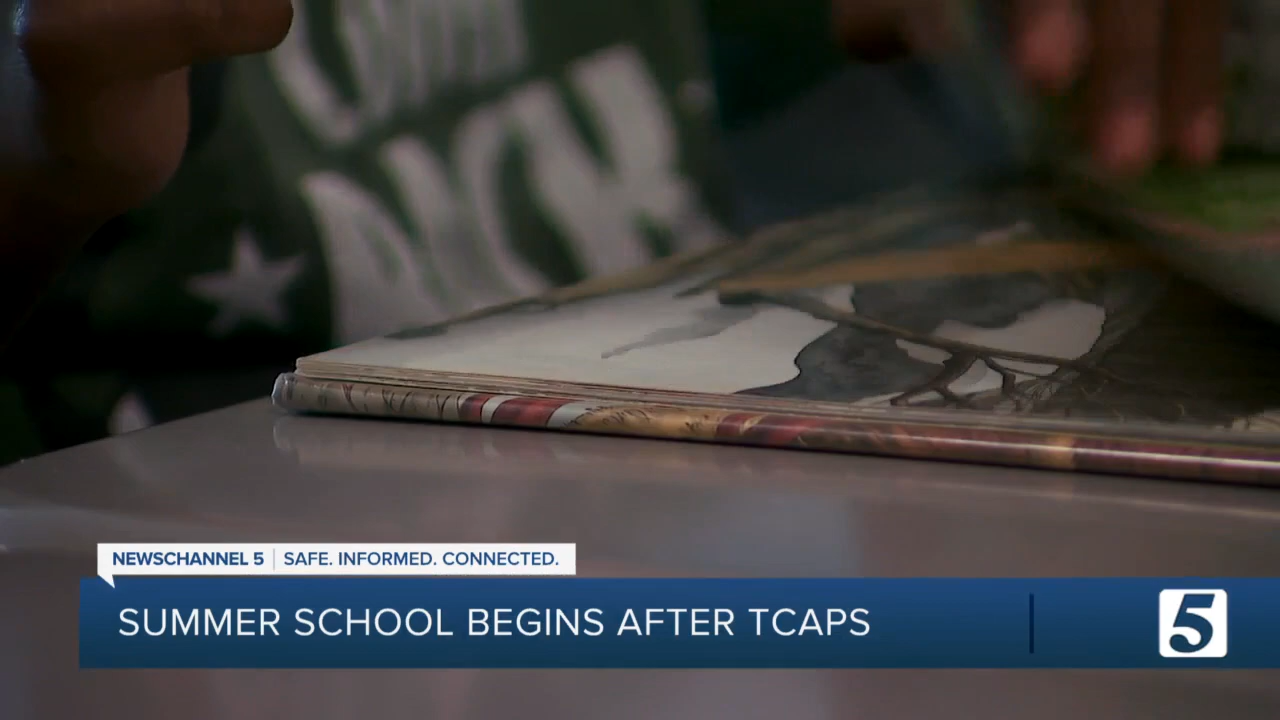 NEWSCHANNEL 5 | SAFE. INFORMED. CONNECTED.
SUMMER SCHOOL BEGINS AFTER TCAPS
5